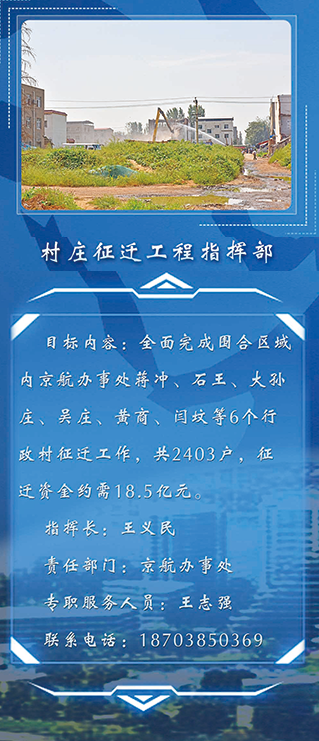 村庄征迁工程指挥部
目标内容：全面完成围合区域
内京航办事处蒋冲、石王、大孙
庄、吴庄、黄商、闫坟等6个行
政村征迁工作，共2403户，征
迁资金约需18.5亿元。
指挥长：王义民
责任部门：京航办事处
专职服务人员：王志强
联系电话：18703850369